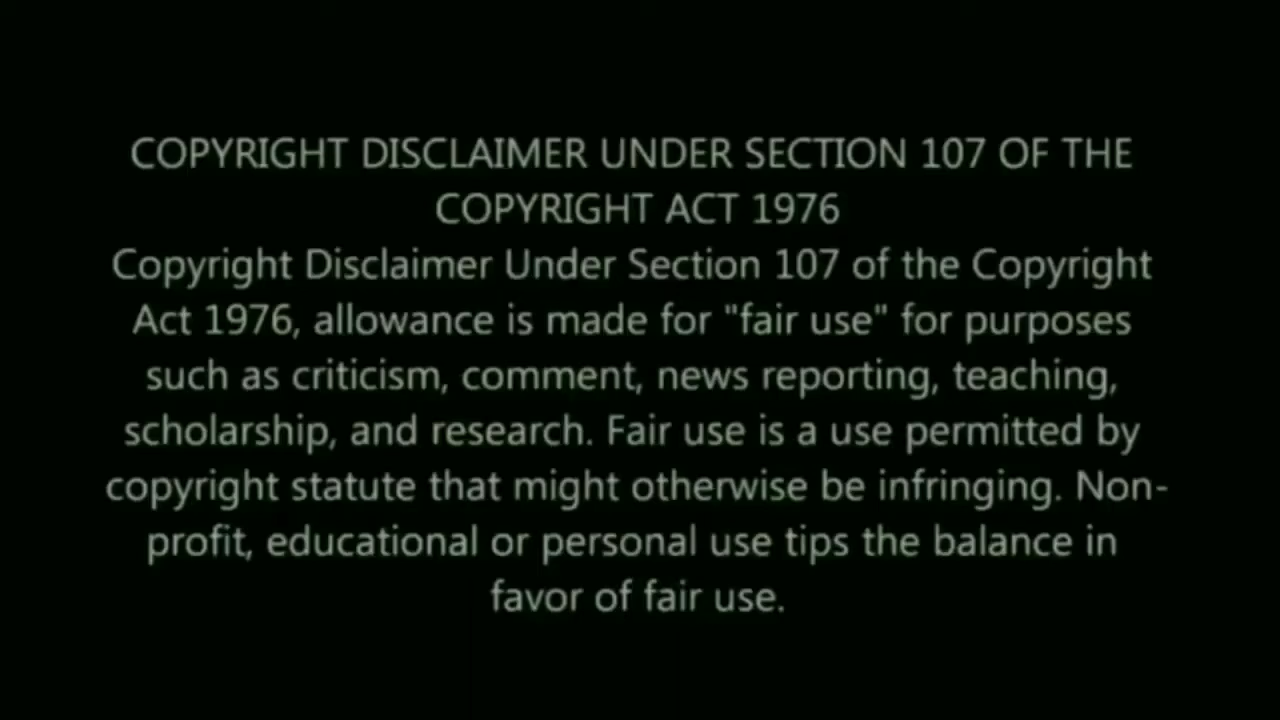 COPYRIGHT DISCLAIMER UNDER SECTION 107 OF THE
COPYRIGHT ACT 1976
Copyright Disclaimer Under Section 107 of the Copyright
Act 1976, allowance is made for "fair use" for purposes
such as criticism, comment, news reporting, teaching,
scholarship, and research. Fair use is a use permitted by
copyright statute that might otherwise be infringing. Non-
profit, educational or personal use tips the balance in
favor of fair use.